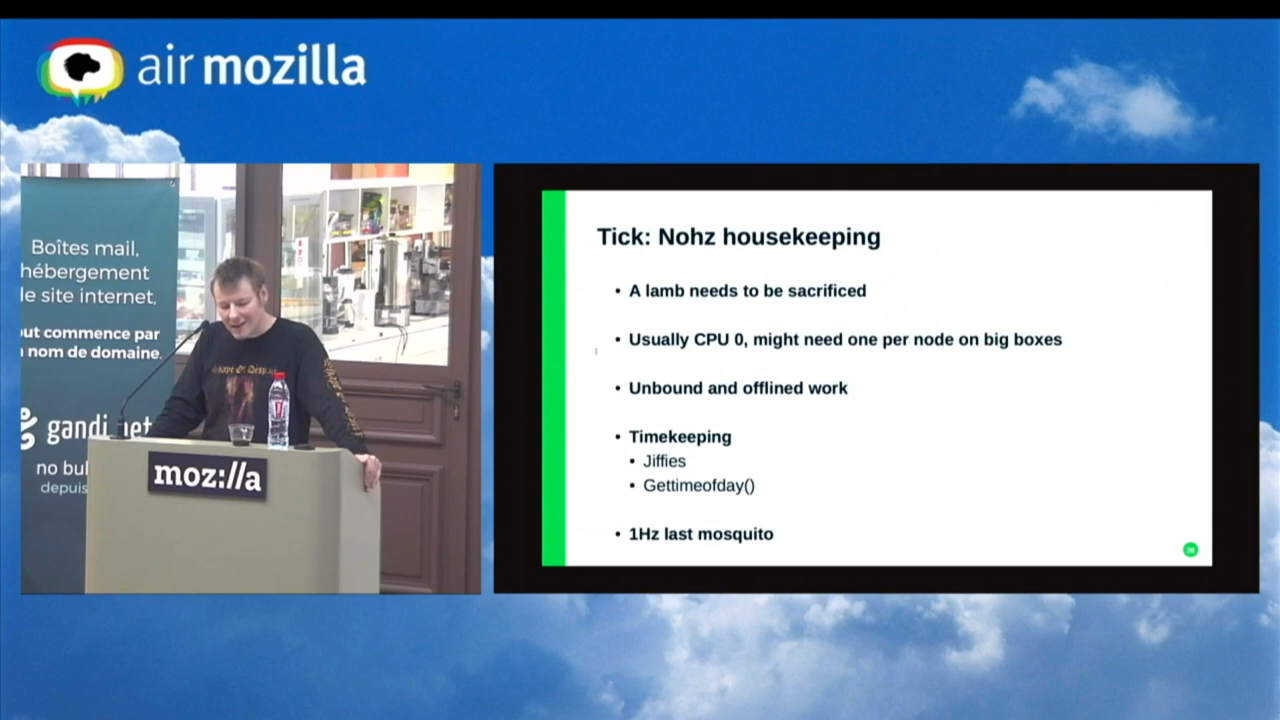 air mozilla
Boîtes mail,
hébergement
de site internet,
out commence par
nom de domaine.
gandi.net
no bul
depuis
moz://a
Tick: Nohz housekeeping
• A lamb needs to be sacrificed
• Usually CPU 0, might need one per node on big boxes
• Unbound and offlined work
• Timekeeping
• Jiffies
• Gettimeofday()
• 1Hz last mosquito